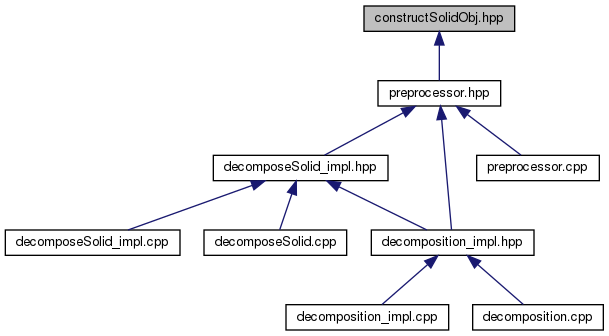 constructSolidObj.hpp
preprocessor.hpp
decomposeSolid_impl.hpp
preprocessor.cpp
decomposeSolid_impl.cpp
decomposeSolid.cpp
decomposition_impl.hpp
decomposition_impl.cpp
decomposition.cpp